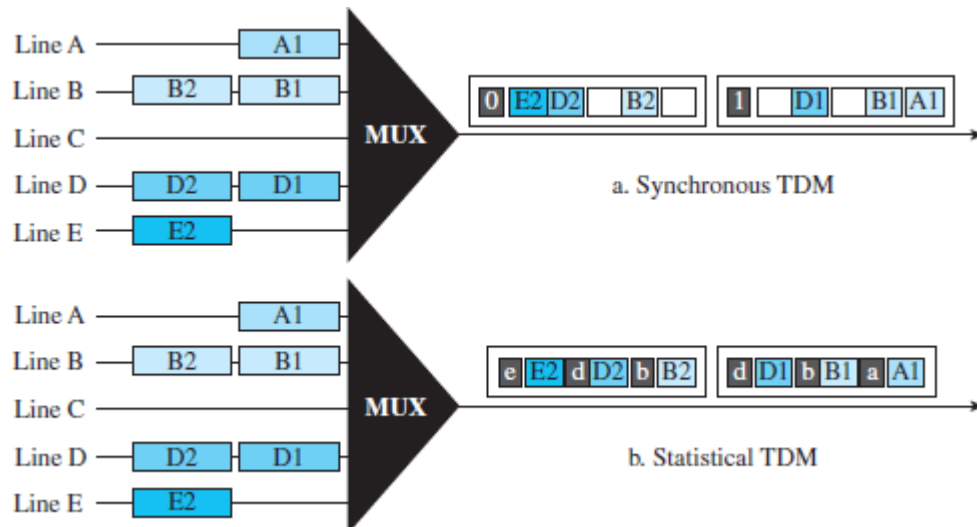 Line A A1
Line B B2 B1
Line C
Line D D2 D1
Line E E2
MUX
0 E2 D2 B2 1 D1 B1 A1
a. Synchronous TDM
Line A A1
Line B B2 B1
Line C
Line D D2 D1
Line E E2
MUX
e E2 d D2 b B2 d D1 b B1 a A1
b. Statistical TDM